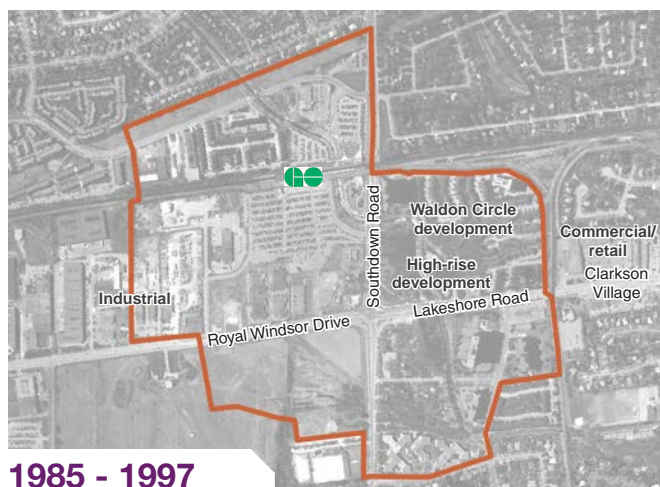 GO
Southdown Road
Waldon Circle
development
Commercial/
retail
Clarkson
Village
High-rise
development
Industrial
Lakeshore Road
Royal Windsor Drive
1985 - 1997